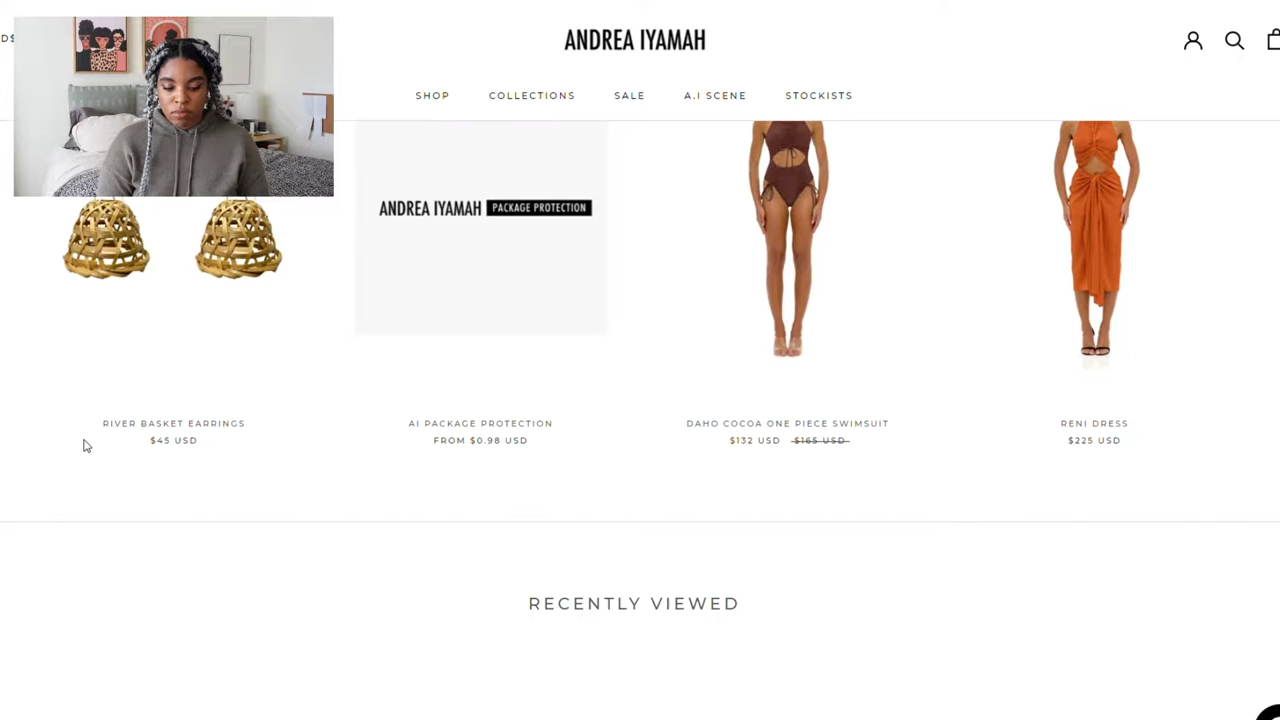 D$
ANDREA IYAMAH
SHOP
COLLECTIONS
SALE
A.I SCENE
STOCKISTS
ANDREA IYAMAH PACKAGE PROTECTION
RIVER BASKET EARRINGS
$45 USD
AI PACKAGE PROTECTION
FROM $0.98 USD
DAHO COCOA ONE PIECE SWIMSUIT
$132 USD $165 USD
RENI DRESS
$225 USD
RECENTLY VIEWED